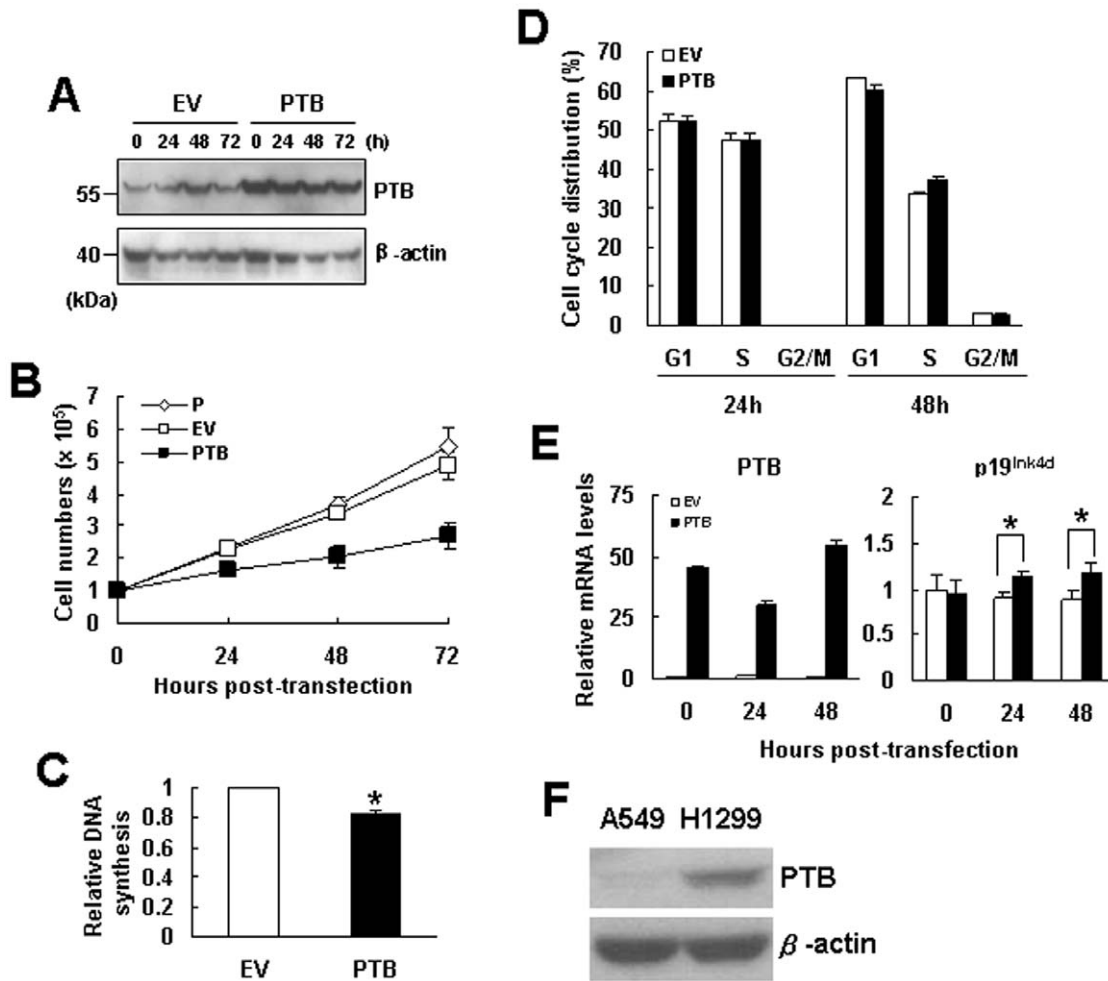 A
EV PTB
0 24 48 72 0 24 48 72 (h)
55 PTB
40 β-actin
(kDa)
B
Cell numbers (x 10⁵)
7
6
5
4
3
2
1
0
P
EV
PTB
0 24 48 72
Hours post-transfection
C
Relative DNA
synthesis
1
0.8
0.6
0.4
0.2
0
*
EV PTB
D
Cell cycle distribution (%)
70
60
50
40
30
20
10
0
EV
PTB
G1 S G2/M G1 S G2/M
24h 48h
E
PTB p19Ink4d
Relative mRNA levels
75
50
25
0
EV
PTB
0 24 48
2
1.5
1
0.5
0
* *
0 24 48
Hours post-transfection
F
A549 H1299
PTB
β-actin